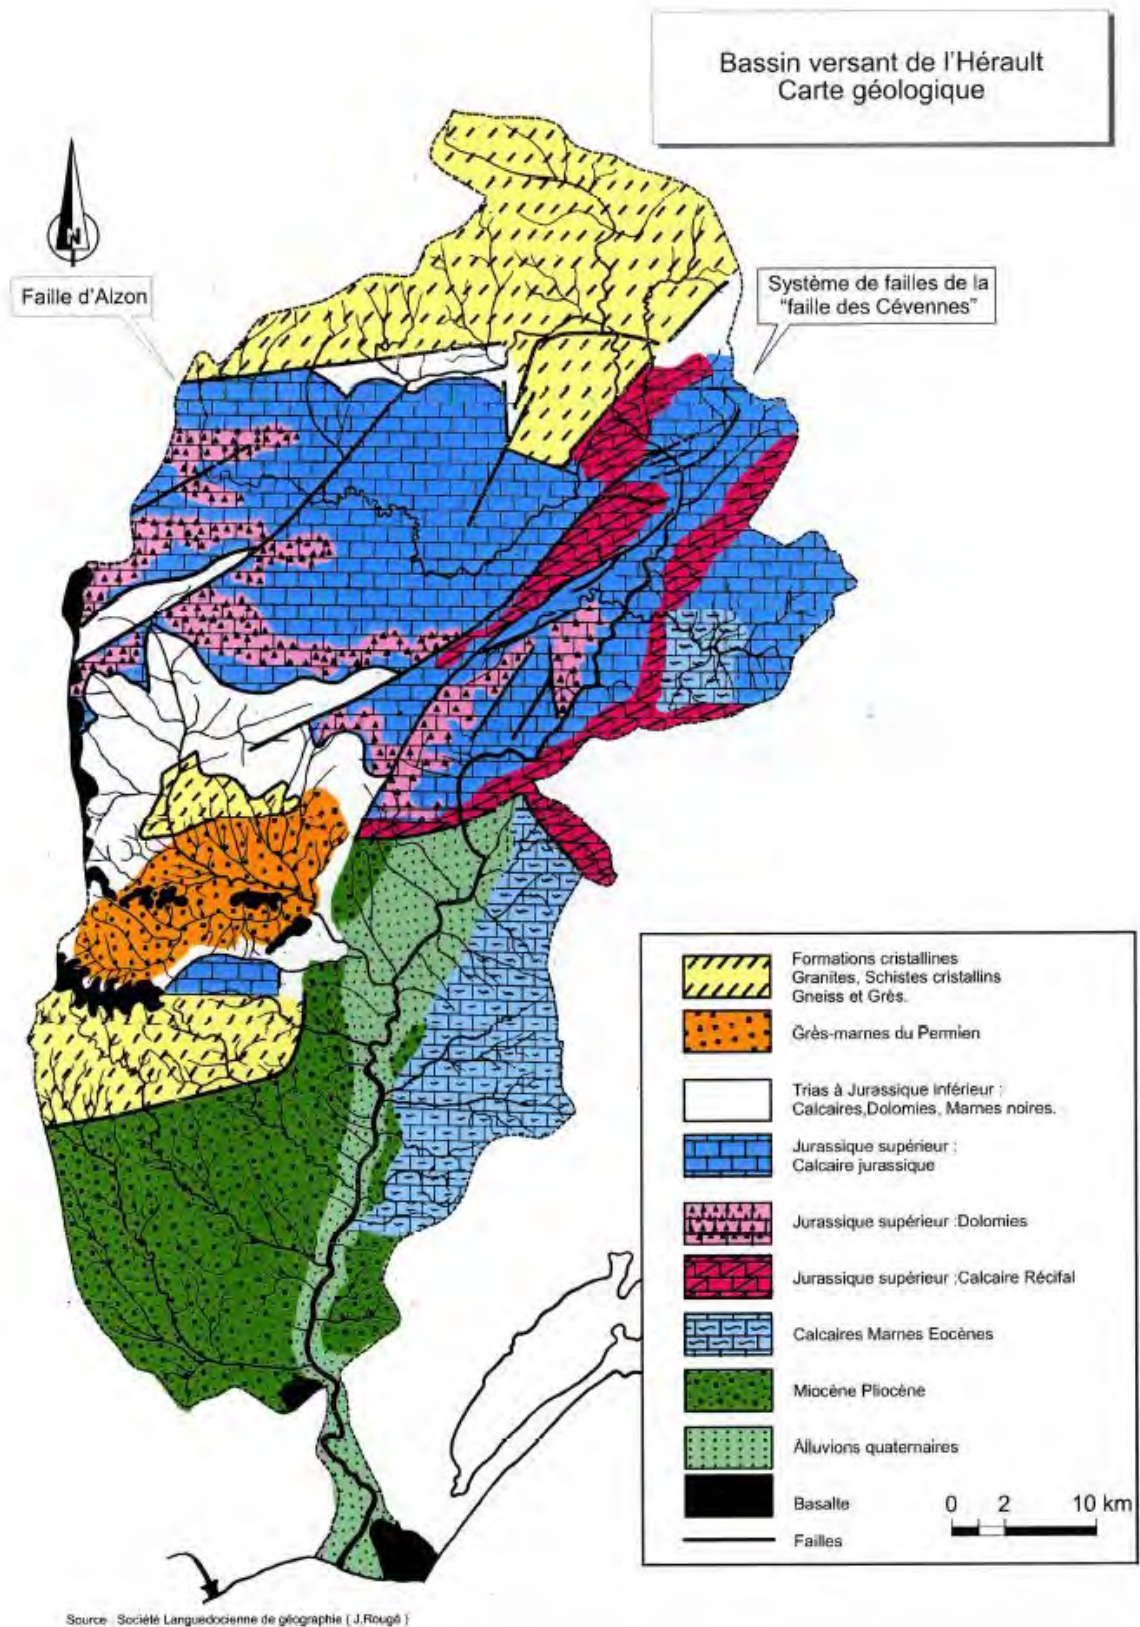 Bassin versant de l'Hérault
Carte géologique
N
Faille d'Alzon
Système de failles de la
"faille des Cévennes"
Formations cristallines
Granites, Schistes cristallins
Gneiss et Grès.
Grès-marnes du Permien
Trias à Jurassique inférieur :
Calcaires,Dolomies, Marnes noires.
Jurassique supérieur :
Calcaire jurassique
Jurassique supérieur :Dolomies
Jurassique supérieur :Calcaire Récifal
Calcaires Marnes Eocènes
Miocène Pliocène
Alluvions quaternaires
Basalte
0 2 10 km
Failles
Source : Société Languedocienne de géographie ( J.Rougé )